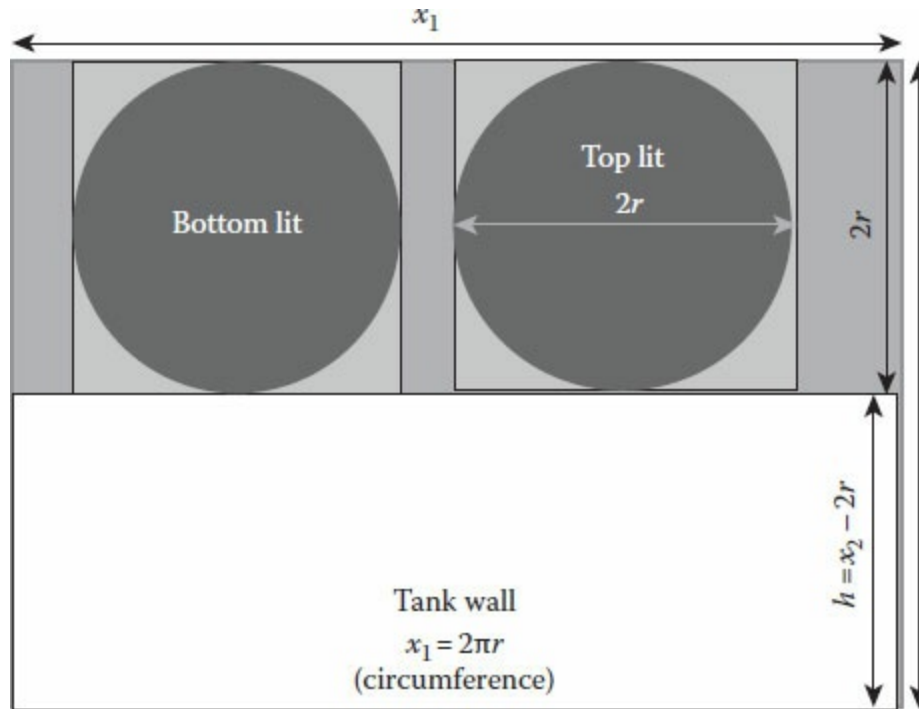 x₁
Bottom lit
Top lit
2r
2r
h = x₂ – 2r
Tank wall
x₁ = 2πr
(circumference)